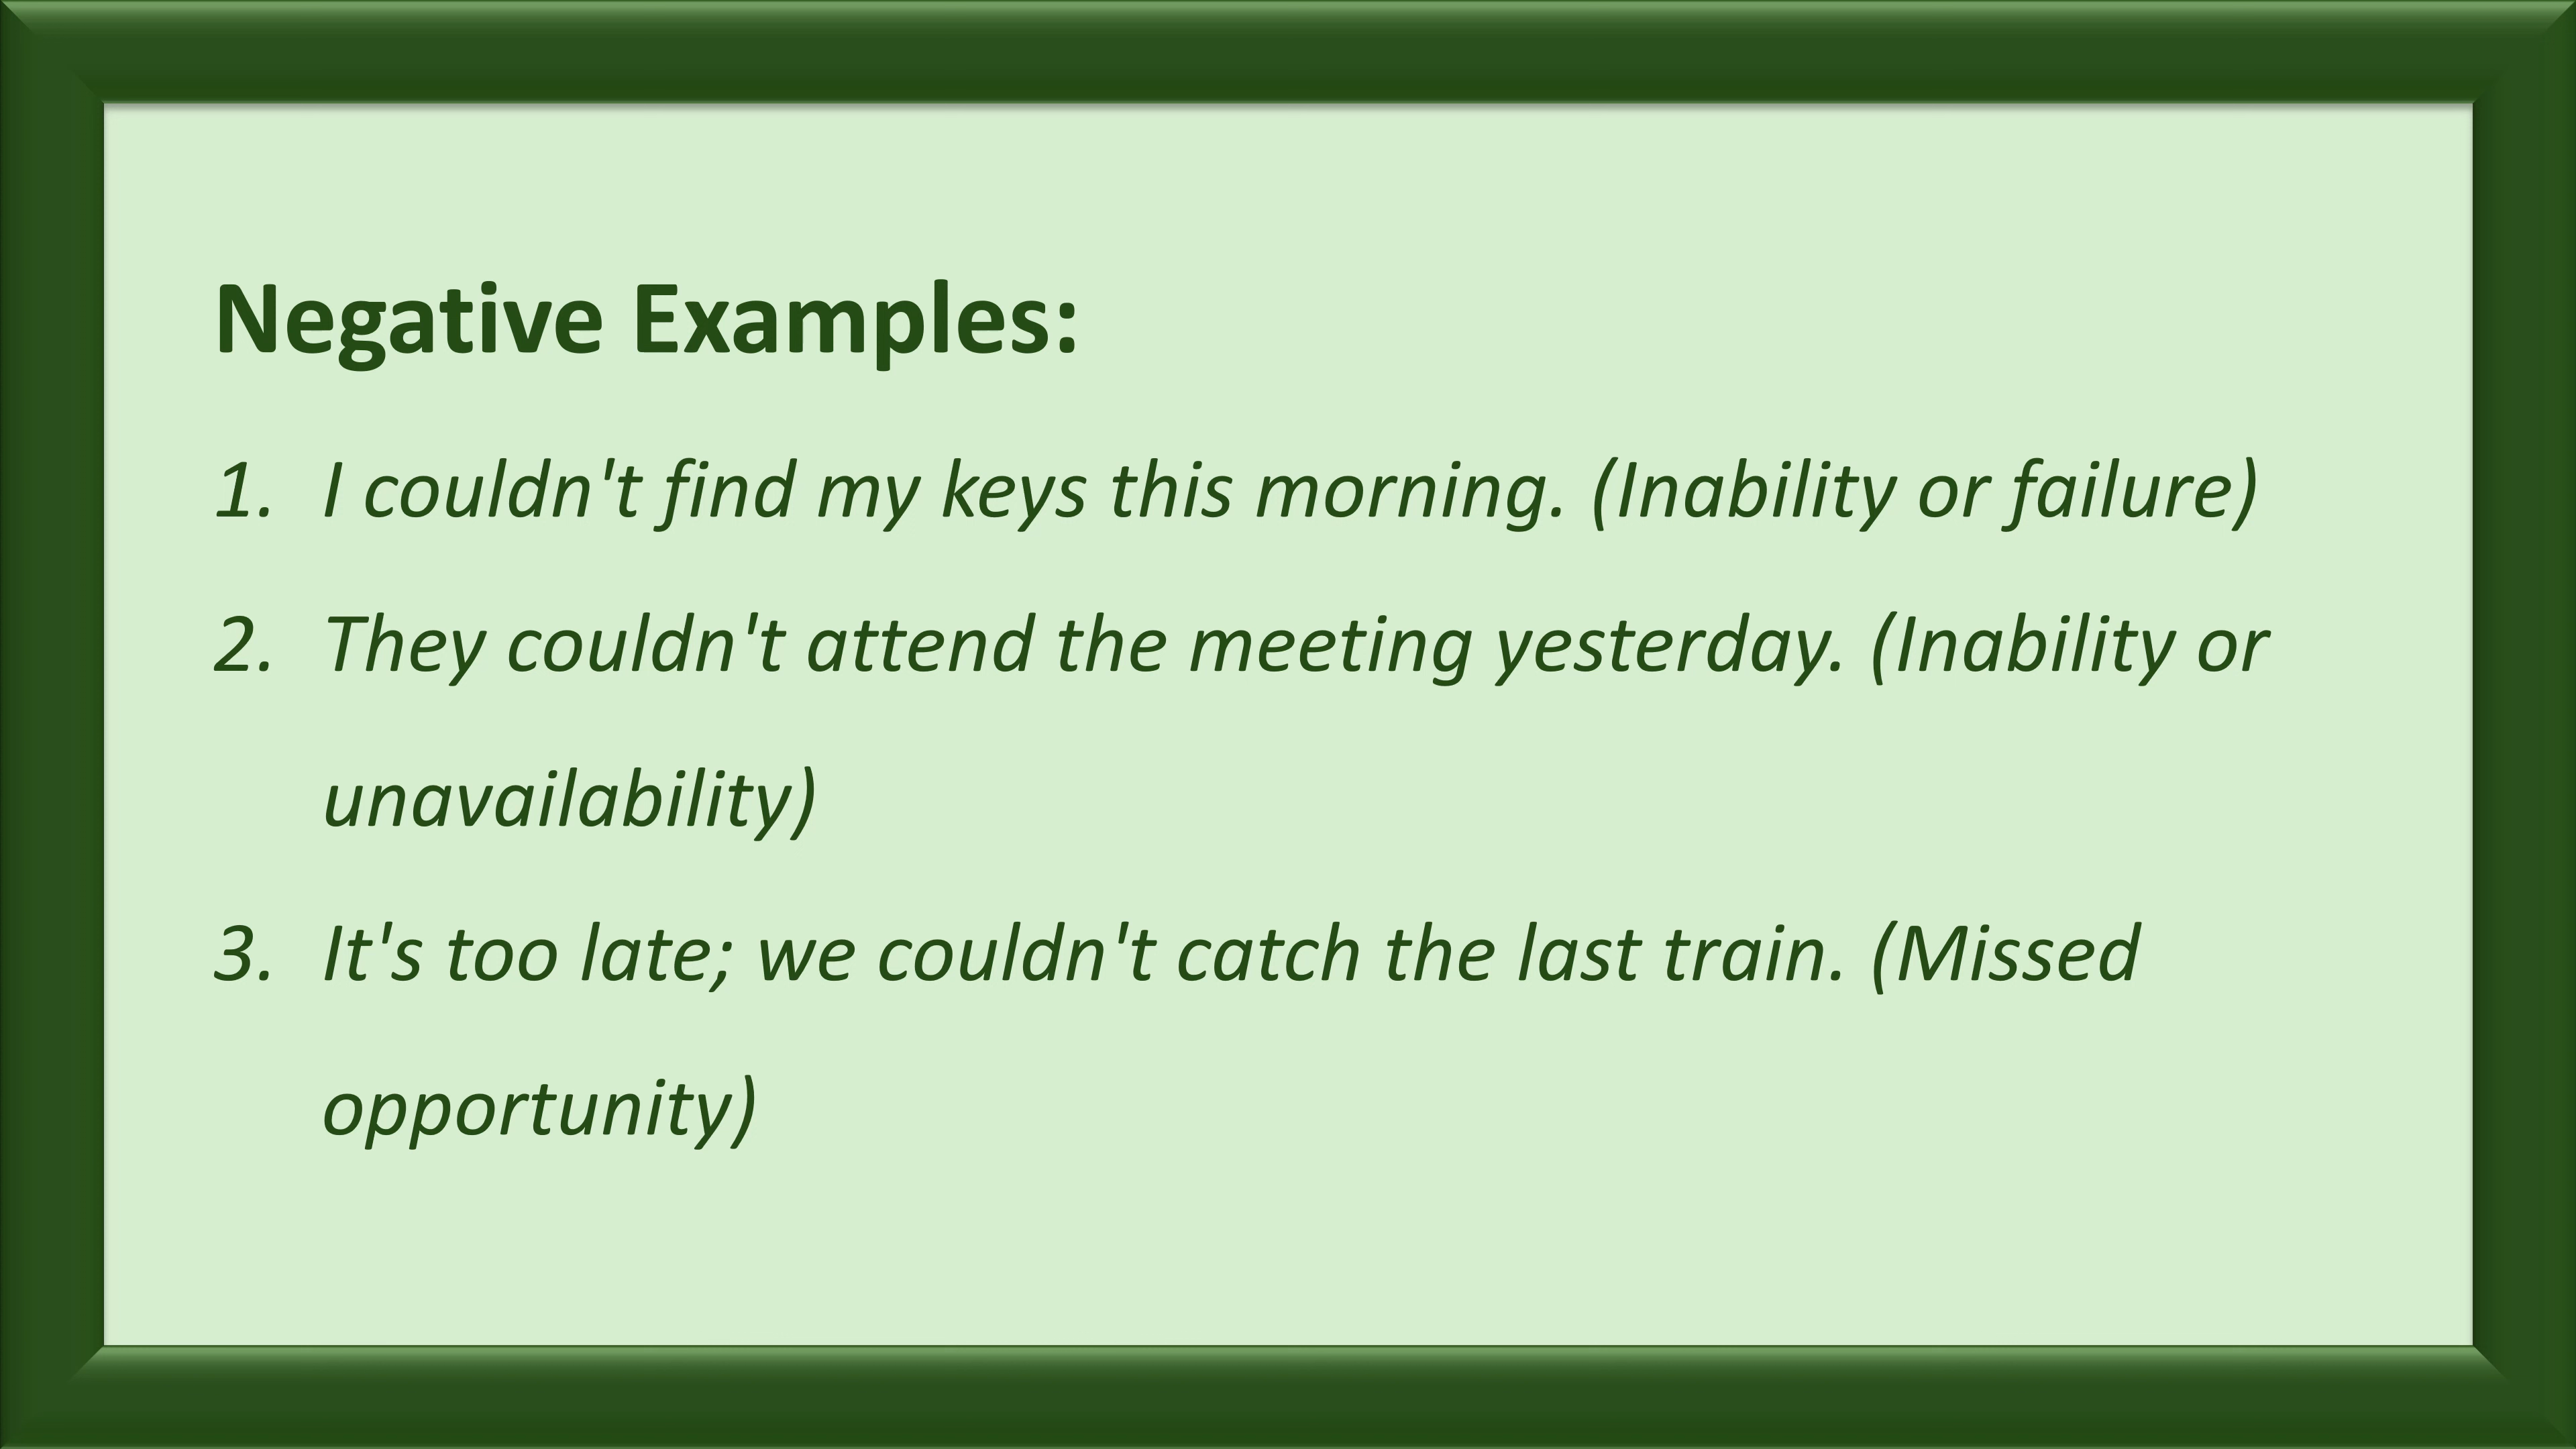 Negative Examples:
1. I couldn't find my keys this morning. (Inability or failure)
2. They couldn't attend the meeting yesterday. (Inability or
unavailability)
3. It's too late; we couldn't catch the last train. (Missed
opportunity)